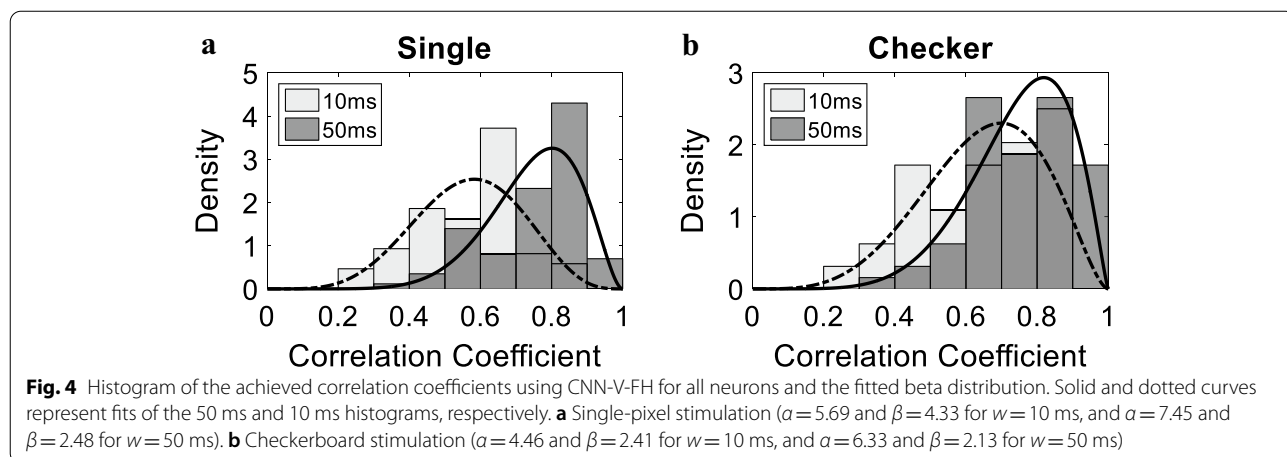 a
Single
5
4
3
2
1
0
Density
10ms
50ms
0 0.2 0.4 0.6 0.8 1
Correlation Coefficient
b
Checker
3
2
1
0
Density
10ms
50ms
0 0.2 0.4 0.6 0.8 1
Correlation Coefficient
Fig. 4 Histogram of the achieved correlation coefficients using CNN-V-FH for all neurons and the fitted beta distribution. Solid and dotted curves
represent fits of the 50 ms and 10 ms histograms, respectively. a Single-pixel stimulation (α = 5.69 and β = 4.33 for w = 10 ms, and α = 7.45 and
β = 2.48 for w = 50 ms). b Checkerboard stimulation (α = 4.46 and β = 2.41 for w = 10 ms, and α = 6.33 and β = 2.13 for w = 50 ms)